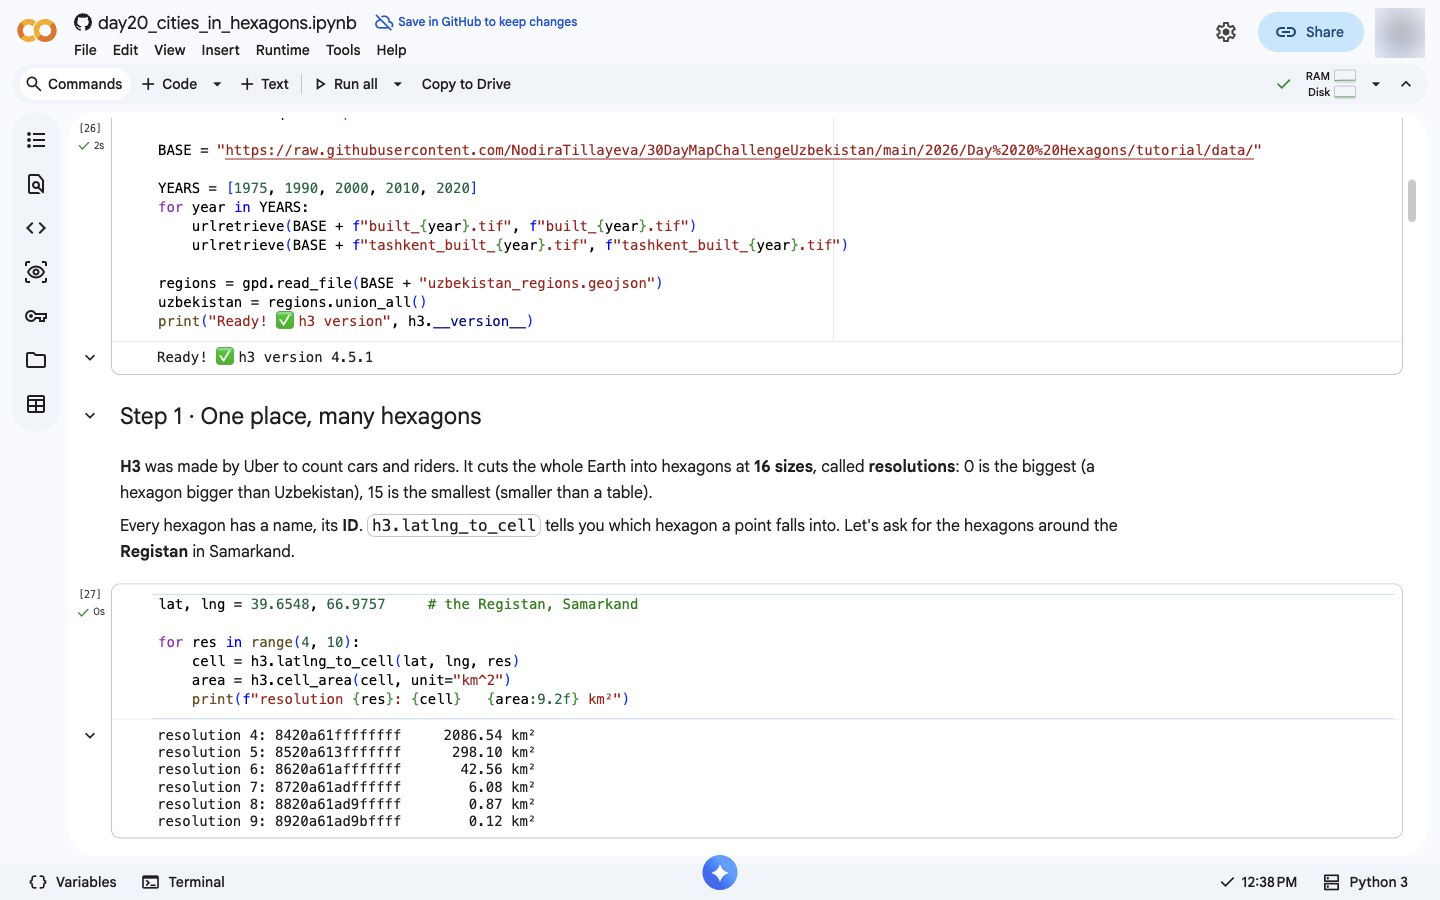 day20_cities_in_hexagons.ipynb
Save in GitHub to keep changes
File Edit View Insert Runtime Tools Help
Share
Commands + Code + Text Run all Copy to Drive
RAM
Disk
[26]
2s
BASE = "https://raw.githubusercontent.com/NodiraTillayeva/30DayMapChallengeUzbekistan/main/2026/Day%2020%20Hexagons/tutorial/data/"
YEARS = [1975, 1990, 2000, 2010, 2020]
for year in YEARS:
    urlretrieve(BASE + f"built_{year}.tif", f"built_{year}.tif")
    urlretrieve(BASE + f"tashkent_built_{year}.tif", f"tashkent_built_{year}.tif")
regions = gpd.read_file(BASE + "uzbekistan_regions.geojson")
uzbekistan = regions.union_all()
print("Ready! ✅ h3 version", h3.__version__)
Ready! ✅ h3 version 4.5.1
Step 1 · One place, many hexagons
H3 was made by Uber to count cars and riders. It cuts the whole Earth into hexagons at 16 sizes, called resolutions: 0 is the biggest (a
hexagon bigger than Uzbekistan), 15 is the smallest (smaller than a table).
Every hexagon has a name, its ID. h3.latlng_to_cell tells you which hexagon a point falls into. Let's ask for the hexagons around the
Registan in Samarkand.
[27]
0s
lat, lng = 39.6548, 66.9757     # the Registan, Samarkand
for res in range(4, 10):
    cell = h3.latlng_to_cell(lat, lng, res)
    area = h3.cell_area(cell, unit="km^2")
    print(f"resolution {res}: {cell}   {area:9.2f} km²")
resolution 4: 8420a61ffffffff     2086.54 km²
resolution 5: 8520a613fffffff      298.10 km²
resolution 6: 8620a61afffffff       42.56 km²
resolution 7: 8720a61adffffff        6.08 km²
resolution 8: 8820a61ad9fffff        0.87 km²
resolution 9: 8920a61ad9bffff        0.12 km²
Variables Terminal
12:38 PM Python 3